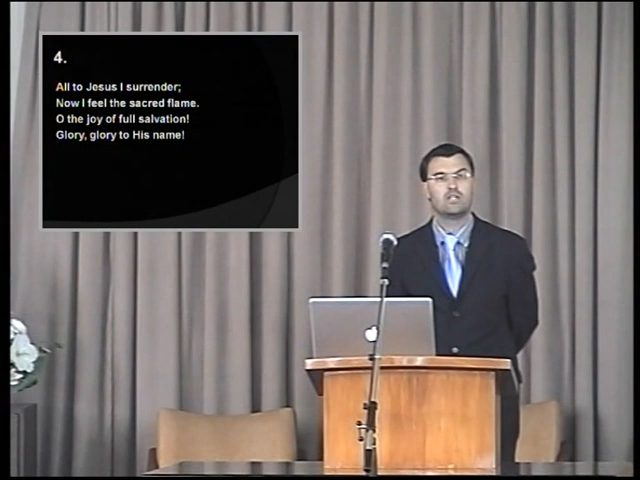 4.
All to Jesus I surrender;
Now I feel the sacred flame.
O the joy of full salvation!
Glory, glory to His name!